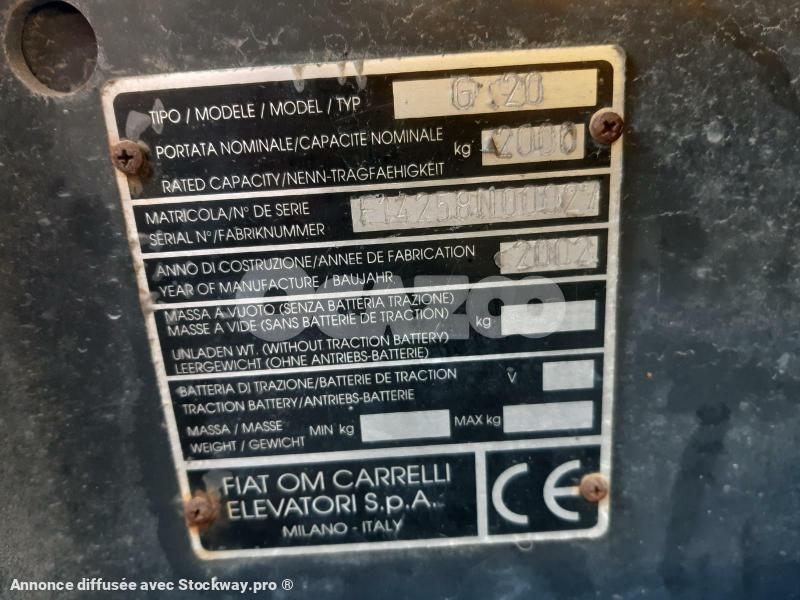 TIPO / MODELE / MODEL / TYP
PORTATA NOMINALE/CAPACITE NOMINALE kg 2000
RATED CAPACITY/NENN-TRAGFAEHIGKEIT
MATRICOLA/N° DE SERIE
SERIAL N°/FABRIKNUMMER
ANNO DI COSTRUZIONE/ANNEE DE FABRICATION 2002
YEAR OF MANUFACTURE / BAUJAHR
MASSA A VUOTO (SENZA BATTERIA TRAZIONE)
MASSE A VIDE (SANS BATTERIE DE TRACTION) kg
UNLADEN WT. (WITHOUT TRACTION BATTERY)
LEERGEWICHT (OHNE ANTRIEBS-BATTERIE)
BATTERIA DI TRAZIONE/BATTERIE DE TRACTION V
TRACTION BATTERY/ANTRIEBS-BATTERIE
MASSA / MASSE MIN kg MAX kg
WEIGHT / GEWICHT
FIAT OM CARRELLI
ELEVATORI S.p.A.
MILANO - ITALY
CE
OCAZOO
Annonce diffusée avec Stockway.pro ®